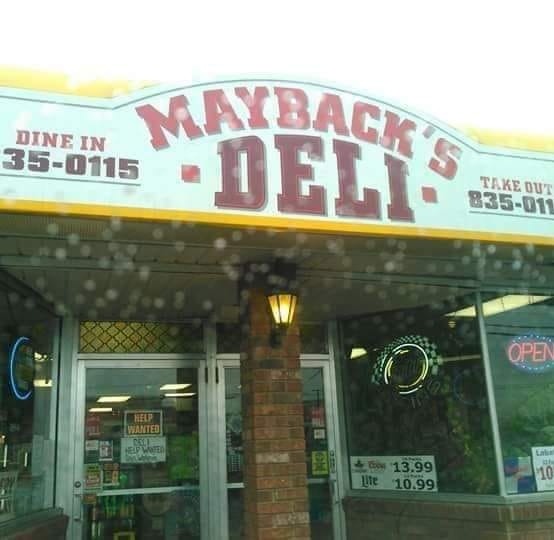 MAYBACK'S
DELI
DINE IN
35-0115
TAKE OUT
835-011
OPEN
HELP
WANTED
DELI
HELP WANTED
13.99
Lite
10.99
$10